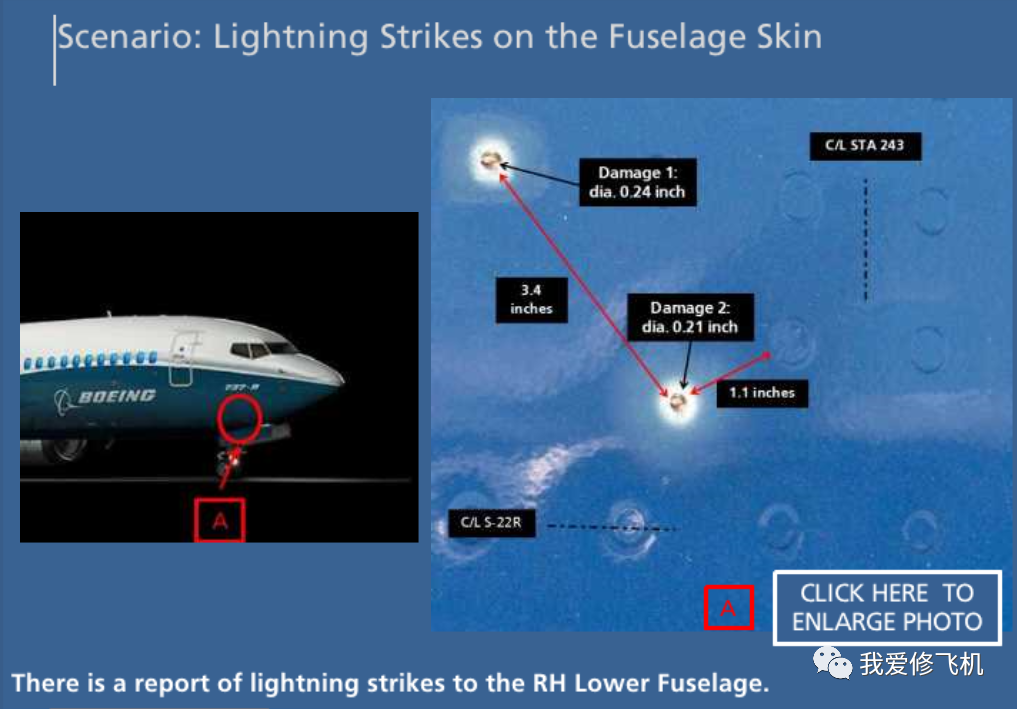 Scenario: Lightning Strikes on the Fuselage Skin
C/L STA 243
Damage 1:
dia. 0.24 inch
3.4
inches
Damage 2:
dia. 0.21 inch
1.1 inches
C/L S-22R
BOEING
A
A
CLICK HERE TO
ENLARGE PHOTO
我爱修飞机
There is a report of lightning strikes to the RH Lower Fuselage.